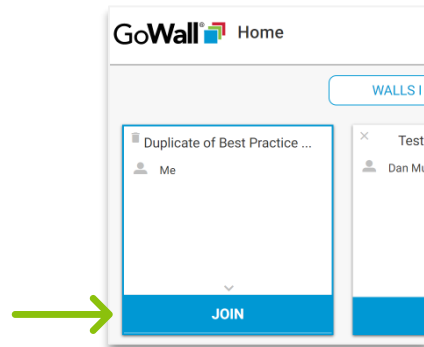 GoWall® Home
WALLS I
Duplicate of Best Practice ...
Me
JOIN
Test
Dan Mu